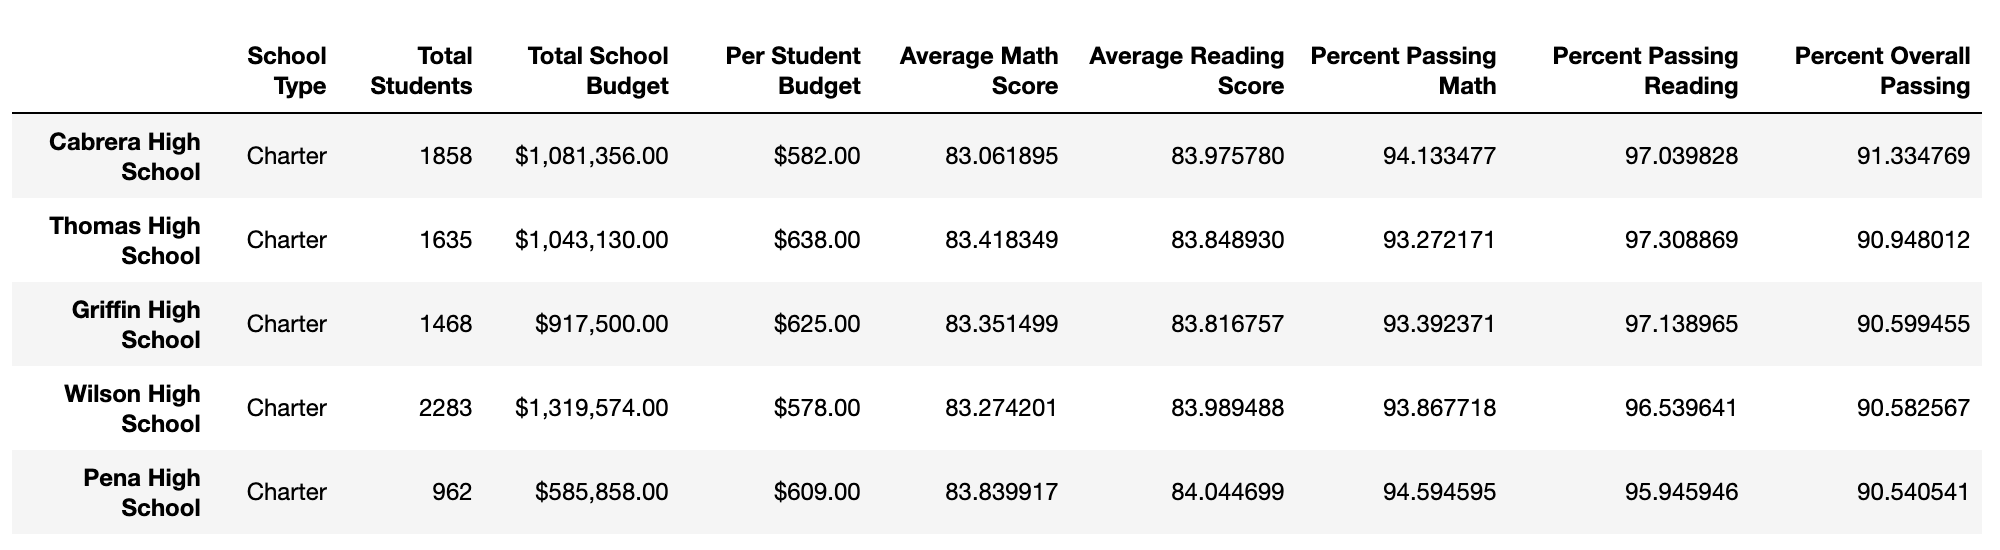 School Type Total Students Total School Budget Per Student Budget Average Math Score Average Reading Score Percent Passing Math Percent Passing Reading Percent Overall Passing
Cabrera High School Charter 1858 $1,081,356.00 $582.00 83.061895 83.975780 94.133477 97.039828 91.334769
Thomas High School Charter 1635 $1,043,130.00 $638.00 83.418349 83.848930 93.272171 97.308869 90.948012
Griffin High School Charter 1468 $917,500.00 $625.00 83.351499 83.816757 93.392371 97.138965 90.599455
Wilson High School Charter 2283 $1,319,574.00 $578.00 83.274201 83.989488 93.867718 96.539641 90.582567
Pena High School Charter 962 $585,858.00 $609.00 83.839917 84.044699 94.594595 95.945946 90.540541